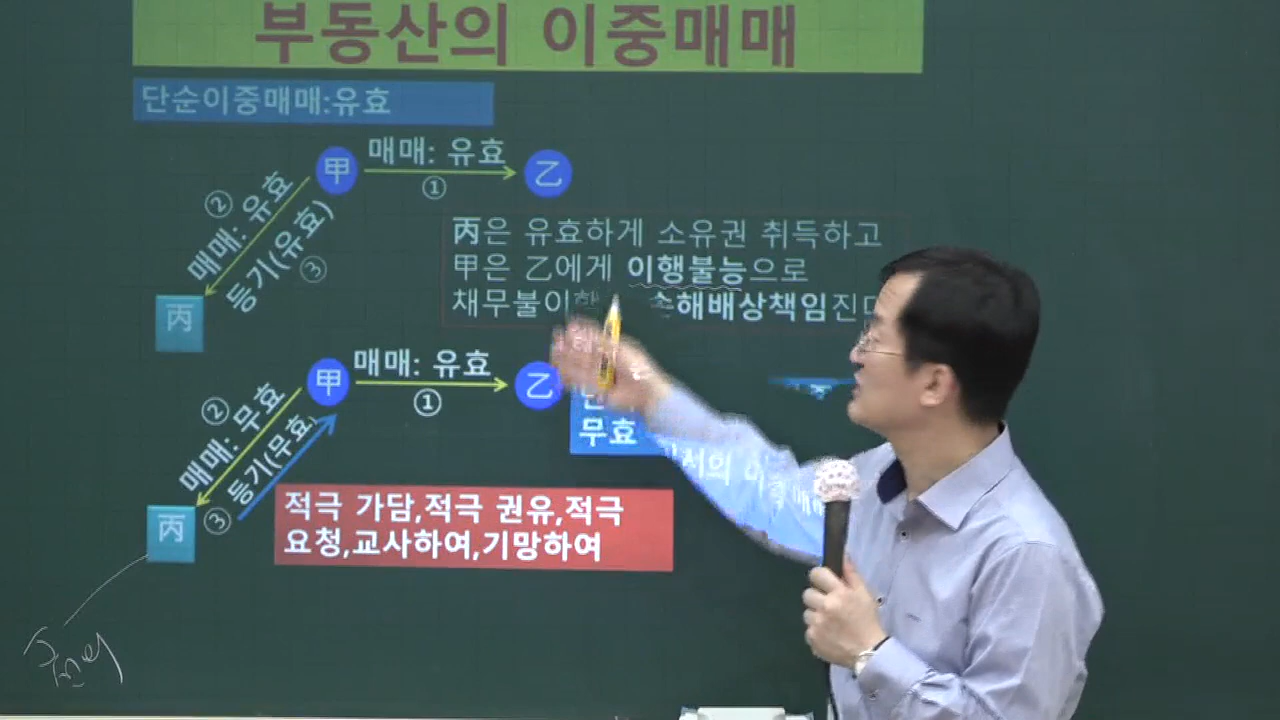 부동산의 이중매매
단순이중매매:유효
甲
매매: 유효
①
乙
②
매매: 유효
등기(유효)
③
丙
丙은 유효하게 소유권 취득하고
甲은 乙에게 이행불능으로
채무불이 손해배상책임진
甲
매매: 유효
①
乙
②
매매: 무효
등기(무효)
③
丙
무효
적극 가담,적극 권유,적극
요청,교사하여,기망하여